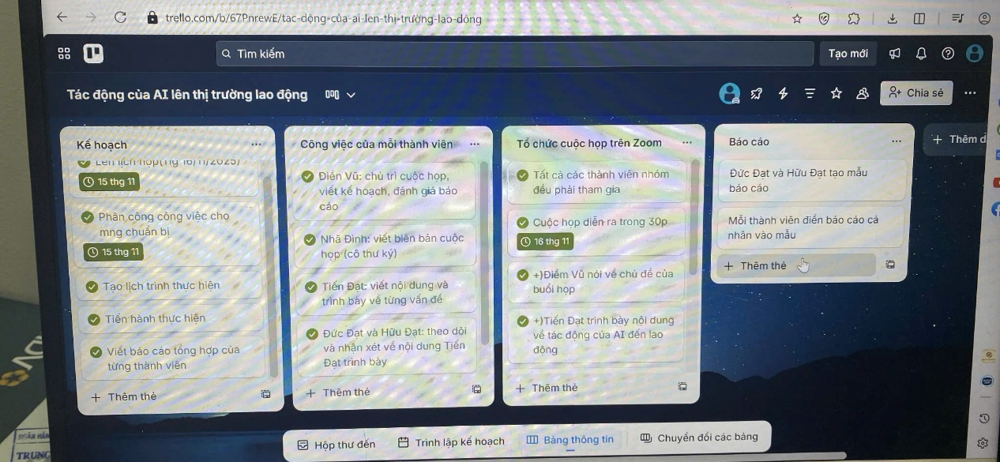 trello.com/b/67PnrewE/tac-dộng-của-ai-len-thị-trường-lao-dông
Tìm kiếm
Tạo mới
Tác động của AI lên thị trường lao động
Chia sẻ
Kế hoạch
Lên lịch họp(ng 16/11/2025)
15 thg 11
Phân công công việc cho
mng chuẩn bị
15 thg 11
Tạo lịch trình thực hiện
Tiến hành thực hiện
Viết báo cáo tổng hợp của
từng thành viên
+ Thêm thẻ
Công việc của mỗi thành viên
Điền Vũ: chủ trì cuộc họp,
viết kế hoạch, đánh giá báo
cáo
Nhã Đình: viết biên bản cuộc
họp (cô thư ký)
Tiến Đạt: viết nội dung và
trình bày về từng vấn đề
Đức Đạt và Hữu Đạt: theo dõi
và nhận xét về nội dung Tiến
Đạt trình bày
+ Thêm thẻ
Tổ chức cuộc họp trên Zoom
Tất cả các thành viên nhóm
đều phải tham gia
Cuộc họp diễn ra trong 30p
16 thg 11
+)Điềm Vũ nói về chủ đề của
buổi họp
+)Tiến Đạt trình bày nội dung
về tác động của AI đến lao
động
+ Thêm thẻ
Báo cáo
Đức Đạt và Hữu Đạt tạo mẫu
báo cáo
Mỗi thành viên điền báo cáo cá
nhân vào mẫu
+ Thêm thẻ
+ Thêm d
Hộp thư đến
Trình lập kế hoạch
Bảng thông tin
Chuyển đổi các bảng
TRUNG